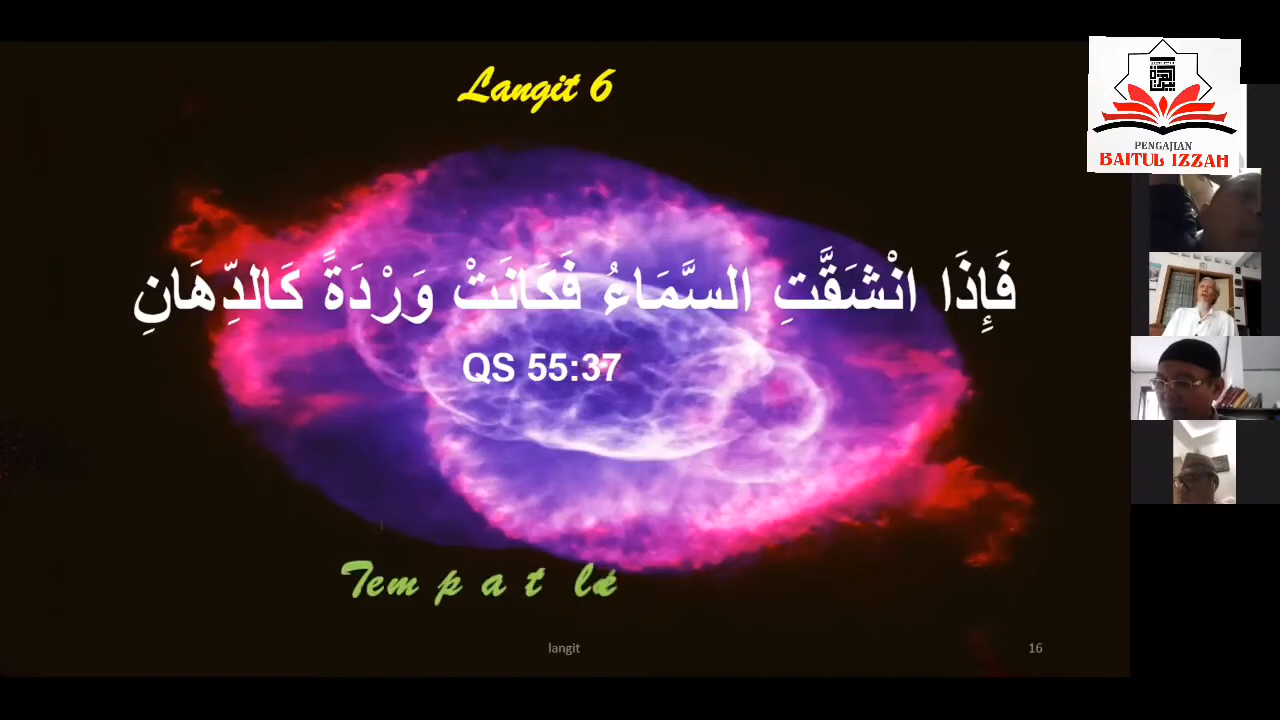 Langit 6
فَإِذَا انْشَقَّتِ السَّمَاءُ فَكَانَتْ وَرْدَةً كَالدِّهَانِ
QS 55:37
Tem p a t
langit
16
PENGAJIAN
BAITUL IZZAH